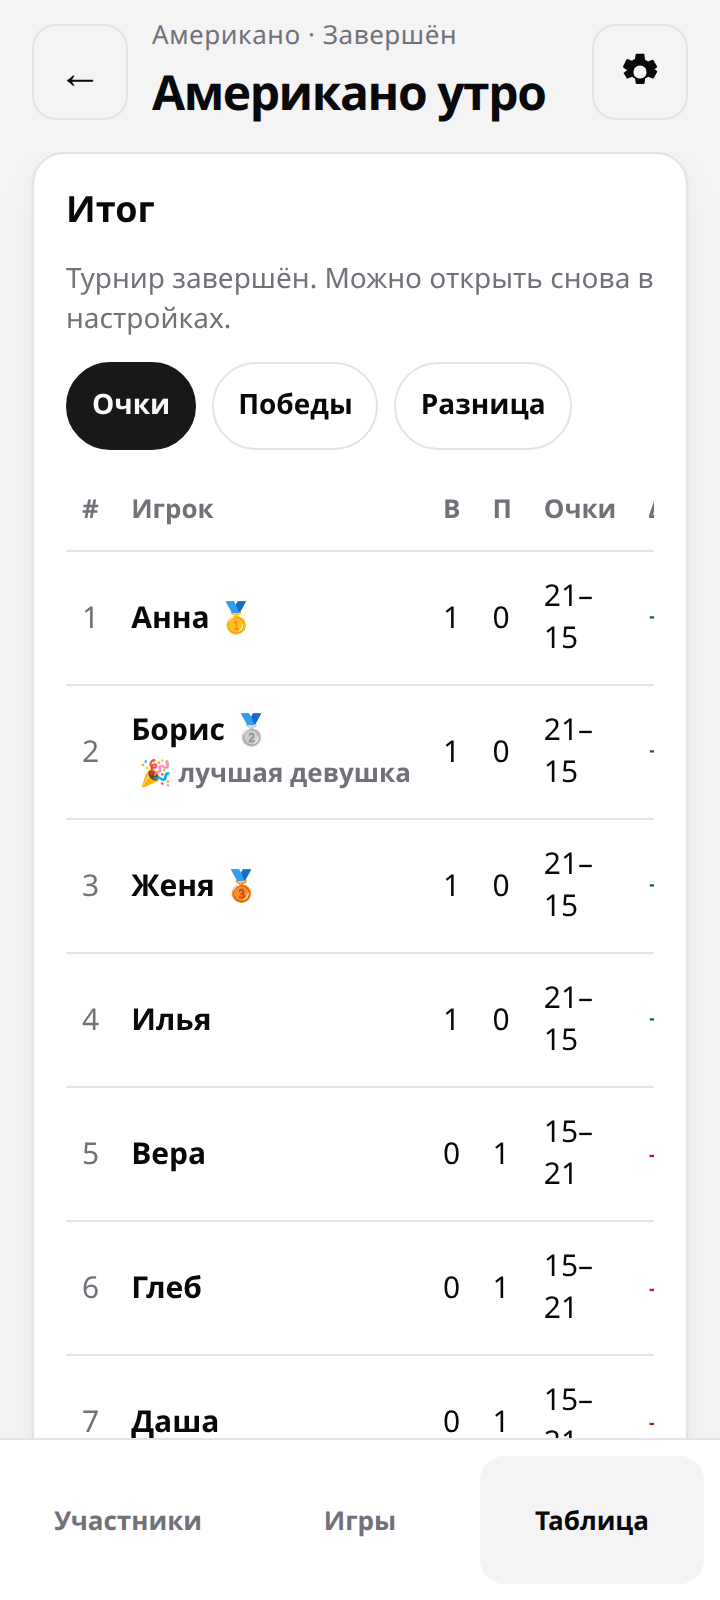 Американо · Завершён
←
Американо утро
Итог
Турнир завершён. Можно открыть снова в
настройках.
Очки Победы Разница
# Игрок В П Очки
1 Анна 🥇 1 0 21–
15
2 Борис 🥈 1 0 21–
15
🎉 лучшая девушка
3 Женя 🥉 1 0 21–
15
4 Илья 1 0 21–
15
5 Вера 0 1 15–
21
6 Глеб 0 1 15–
21
7 Даша 0 1 15–
Участники Игры Таблица